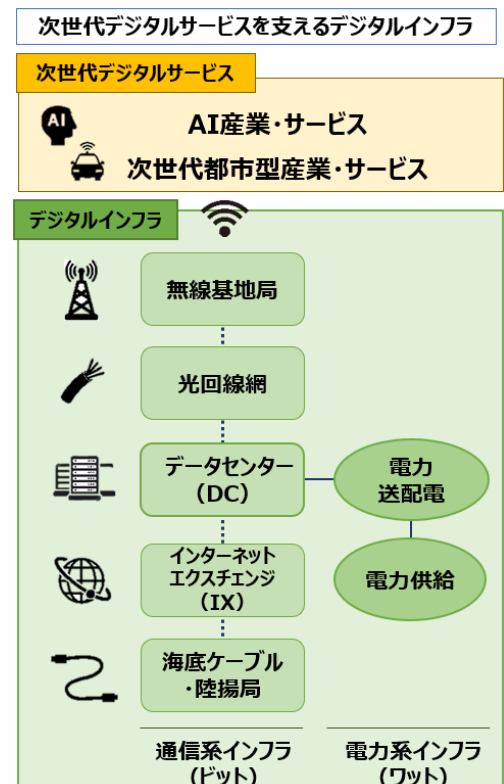 次世代デジタルサービスを支えるデジタルインフラ
次世代デジタルサービス
AI
AI産業・サービス
次世代都市型産業・サービス
デジタルインフラ
無線基地局
光回線網
データセンター
（DC）
電力
送配電
インターネット
エクスチェンジ
（IX）
電力供給
海底ケーブル
・陸揚局
通信系インフラ
（ビット）
電力系インフラ
（ワット）